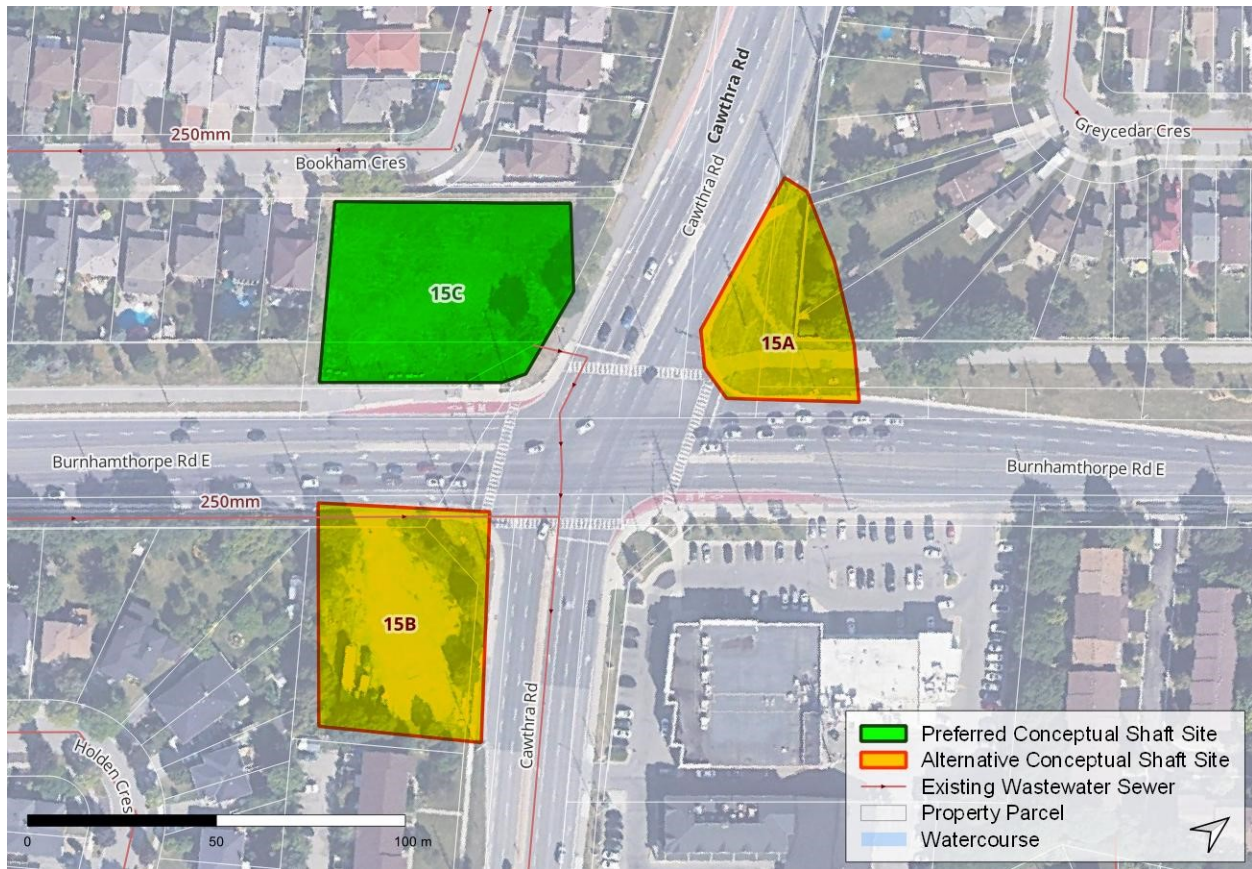 Cawthra Rd
250mm
Bookham Cres
Greycedar Cres
Cawthra Rd
15C
15A
Burnhamthorpe Rd E
Burnhamthorpe Rd E
250mm
15B
Cawthra Rd
Holden Cres
Preferred Conceptual Shaft Site
Alternative Conceptual Shaft Site
Existing Wastewater Sewer
Property Parcel
Watercourse
0 50 100 m